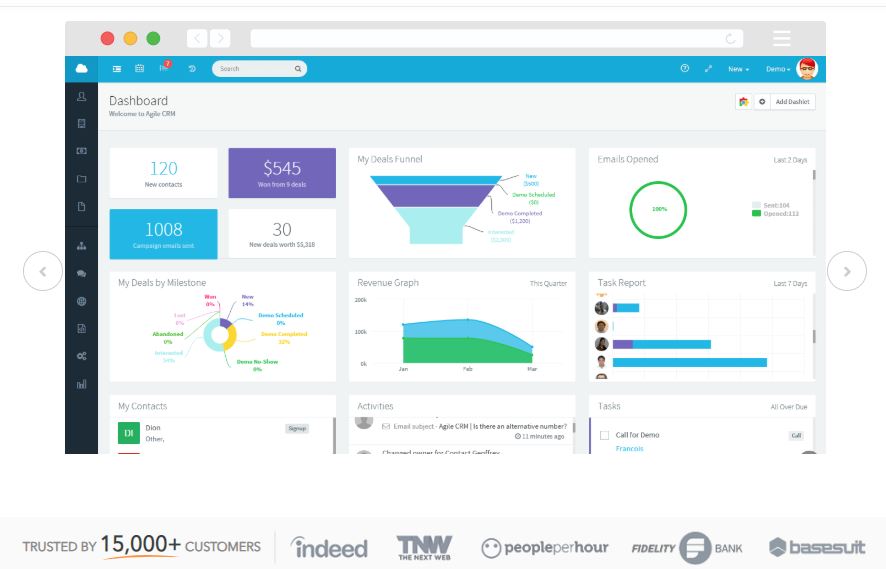 7
Search
New
Demo
Dashboard
Welcome to Agile CRM
Add Dashlet
120
New contacts
$545
Won from 9 deals
1008
Campaign emails sent
30
New deals worth $5,318
My Deals Funnel
New
($500)
Demo Scheduled
($0)
Demo Completed
($1,200)
Interested
Emails Opened
Last 2 Days
100%
Sent:104
Opened:112
My Deals by Milestone
Won
0%
New
14%
Lost
0%
Demo Scheduled
0%
Abandoned
0%
Demo Completed
32%
Interested
54%
Demo No-Show
0%
Revenue Graph
This Quarter
200k
100k
0k
Jan
Feb
Mar
Task Report
Last 7 Days
My Contacts
DI
Dion
Other,
Signup
Activities
Email subject - Agile CRM | Is there an alternative number?
11 minutes ago
Changed owner for Contact Geoffrey
Tasks
All Over Due
Call for Demo
Call
Francois
TRUSTED BY 15,000+ CUSTOMERS
indeed
TNW
THE NEXT WEB
peopleperhour
FIDELITY F BANK
basesuit